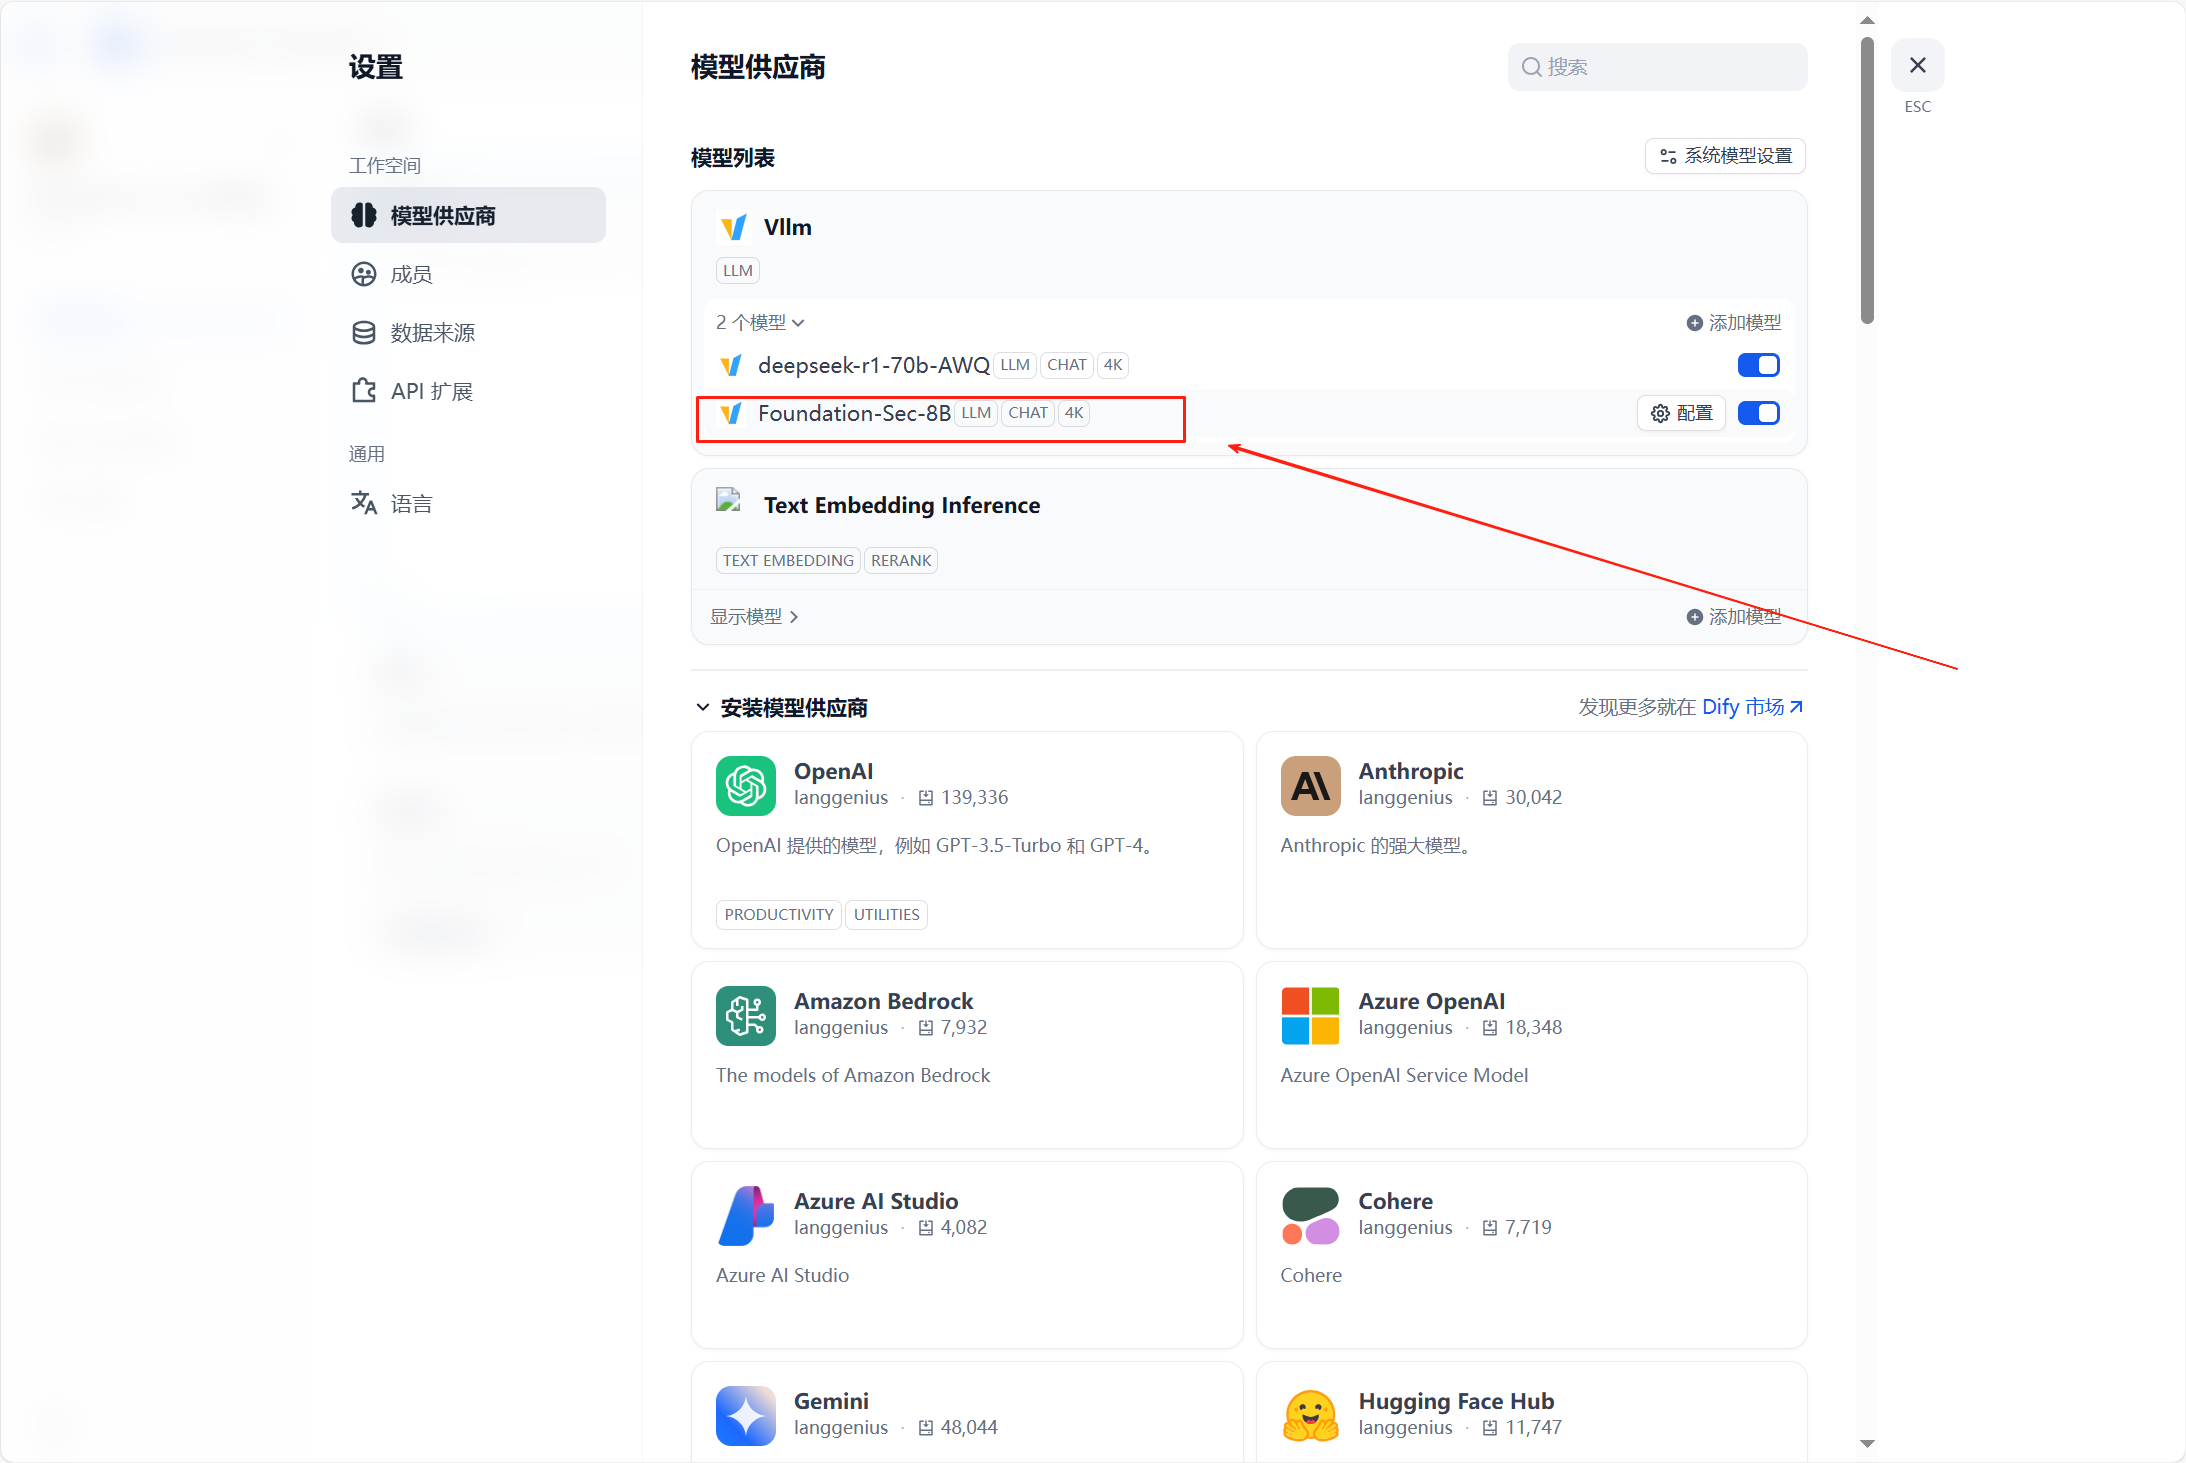 设置
工作空间
模型供应商
成员
数据来源
API 扩展
通用
语言
模型供应商
搜索
ESC
模型列表
系统模型设置
Vllm
LLM
2 个模型
添加模型
deepseek-r1-70b-AWQ LLM CHAT 4K
Foundation-Sec-8B LLM CHAT 4K
配置
Text Embedding Inference
TEXT EMBEDDING RERANK
显示模型
添加模型
安装模型供应商
发现更多就在 Dify 市场
OpenAI
langgenius · 139,336
OpenAI 提供的模型，例如 GPT-3.5-Turbo 和 GPT-4。
PRODUCTIVITY UTILITIES
Anthropic
langgenius · 30,042
Anthropic 的强大模型。
Amazon Bedrock
langgenius · 7,932
The models of Amazon Bedrock
Azure OpenAI
langgenius · 18,348
Azure OpenAI Service Model
Azure AI Studio
langgenius · 4,082
Azure AI Studio
Cohere
langgenius · 7,719
Cohere
Gemini
langgenius · 48,044
Hugging Face Hub
langgenius · 11,747